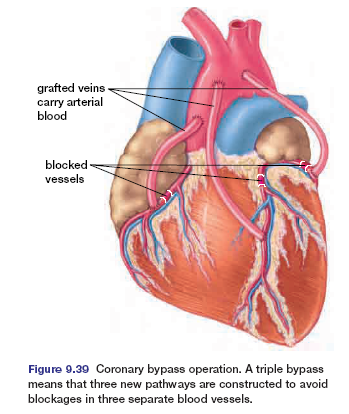 grafted veins
carry arterial
blood
blocked
vessels
Figure 9.39 Coronary bypass operation. A triple bypass
means that three new pathways are constructed to avoid
blockages in three separate blood vessels.